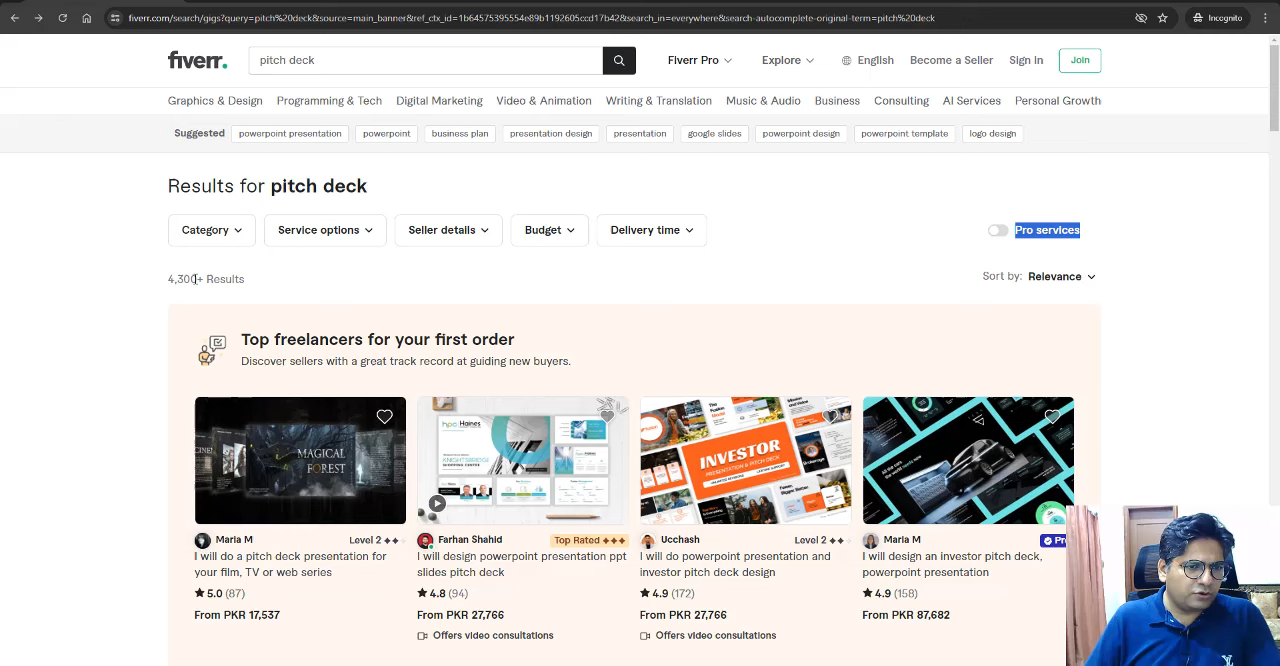 fiverr.com/search/gigs?query=pitch%20deck&source=main_banner&ref_ctx_id=1b64575395554e89b1192605ccd17b42&search_in=everywhere&search-autocomplete-original-term=pitch%20deck
Incognito
fiverr. pitch deck Fiverr Pro Explore English Become a Seller Sign In Join
Graphics & Design Programming & Tech Digital Marketing Video & Animation Writing & Translation Music & Audio Business Consulting AI Services Personal Growth
Suggested powerpoint presentation powerpoint business plan presentation design presentation google slides powerpoint design powerpoint template logo design
Results for pitch deck
Category Service options Seller details Budget Delivery time Pro services
4,300+ Results Sort by: Relevance
Top freelancers for your first order
Discover sellers with a great track record at guiding new buyers.
MAGICAL
FOREST
Haines
KNIGHTSBRIDGE
SHOPPING CENTRE
INVESTOR
PRESENTATION & PITCH DECK
Maria M Level 2
I will do a pitch deck presentation for
your film, TV or web series
5.0 (87)
From PKR 17,537
Farhan Shahid Top Rated
I will design powerpoint presentation ppt
slides pitch deck
4.8 (94)
From PKR 27,766
Offers video consultations
Ucchash Level 2
I will do powerpoint presentation and
investor pitch deck design
4.9 (172)
From PKR 27,766
Offers video consultations
Maria M Pro
I will design an investor pitch deck,
powerpoint presentation
4.9 (158)
From PKR 87,682